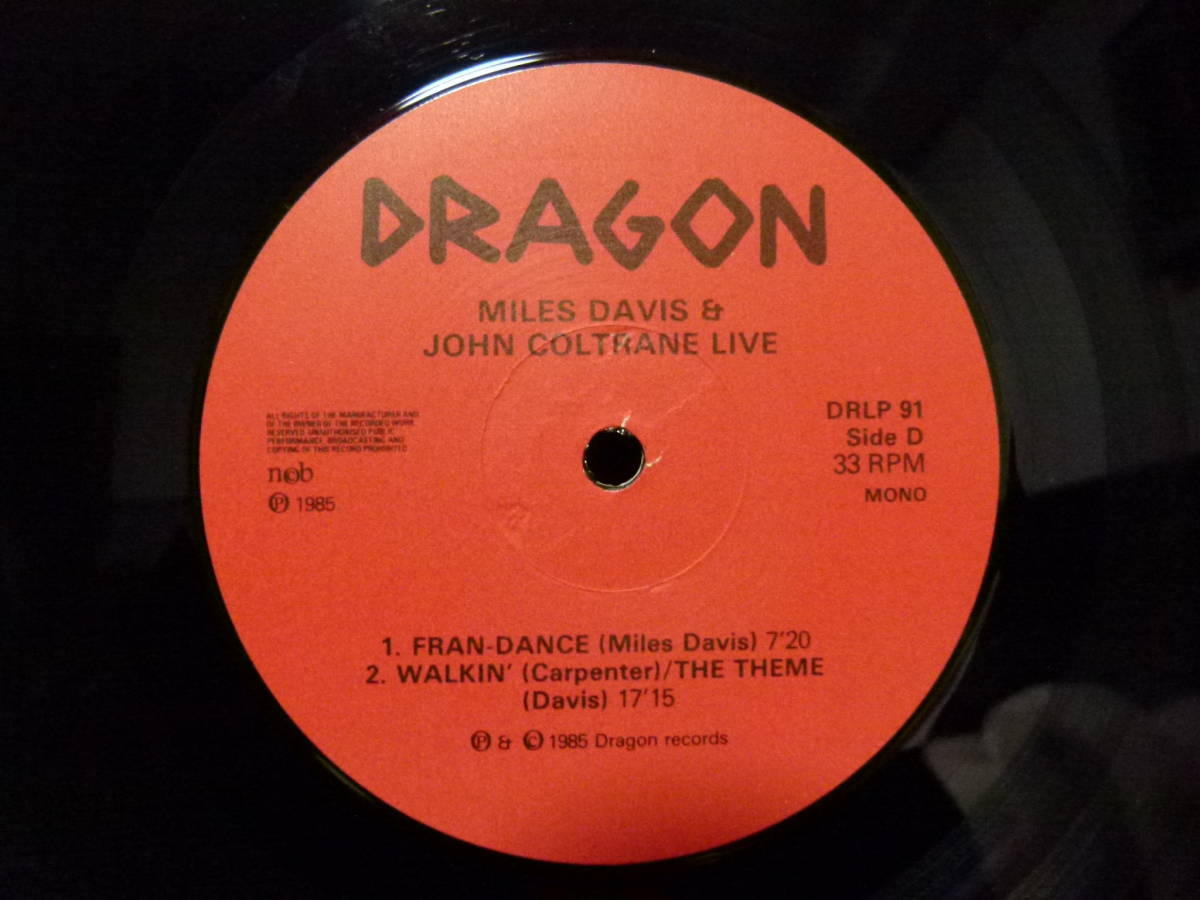 DRAGON
MILES DAVIS &
JOHN COLTRANE LIVE
ALL RIGHTS OF THE MANUFACTURER AND
OF THE OWNER OF THE RECORDED WORK
RESERVED. UNAUTHORISED PUBLIC
PERFORMANCE, BROADCASTING AND
COPYING OF THIS RECORD PROHIBITED
n©b
Ⓟ 1985
DRLP 91
Side D
33 RPM
MONO
1. FRAN-DANCE (Miles Davis) 7'20
2. WALKIN' (Carpenter)/THE THEME
(Davis) 17'15
Ⓟ & © 1985 Dragon records